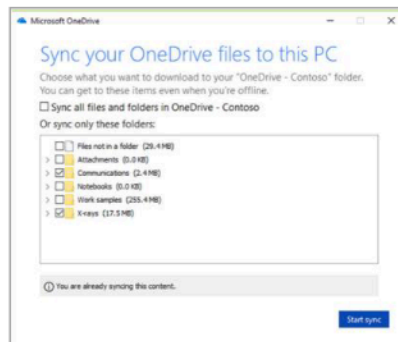 Microsoft OneDrive
Sync your OneDrive files to this PC
Choose what you want to download to your "OneDrive - Contoso" folder.
You can get to these items even when you're offline.
Sync all files and folders in OneDrive - Contoso
Or sync only these folders:
Files not in a folder (29.4 MB)
Attachments (0.0 KB)
Communications (2.4 MB)
Notebooks (0.0 KB)
Work samples (255.4 MB)
X-rays (17.5 MB)
You are already syncing this content.
Start sync